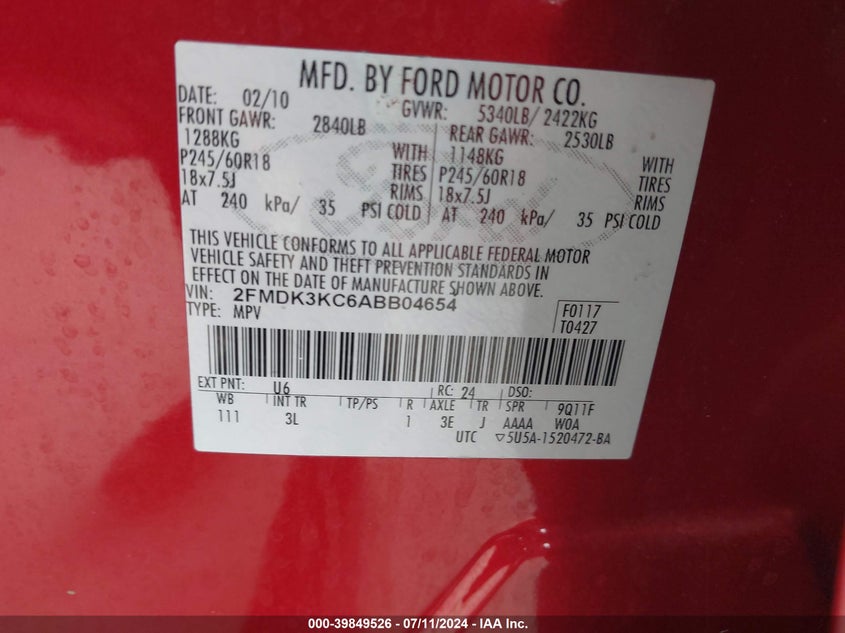 MFD. BY FORD MOTOR CO.
DATE: 02/10 GVWR: 5340LB/ 2422KG
FRONT GAWR: 2840LB REAR GAWR: 2530LB
1288KG WITH 1148KG WITH
P245/60R18 TIRES P245/60R18 TIRES
18x7.5J RIMS 18x7.5J RIMS
AT 240 kPa/ 35 PSI COLD AT 240 kPa/ 35 PSI COLD
THIS VEHICLE CONFORMS TO ALL APPLICABLE FEDERAL MOTOR
VEHICLE SAFETY AND THEFT PREVENTION STANDARDS IN
EFFECT ON THE DATE OF MANUFACTURE SHOWN ABOVE.
VIN: 2FMDK3KC6ABB04654 F0117
TYPE: MPV T0427
EXT PNT: U6 RC: 24 DSO:
WB INT TR TP/PS R AXLE TR SPR 9Q11F
111 3L 1 3E J AAAA W0A
UTC ▽5U5A-1520472-BA
000-39849526 - 07/11/2024 - IAA Inc.